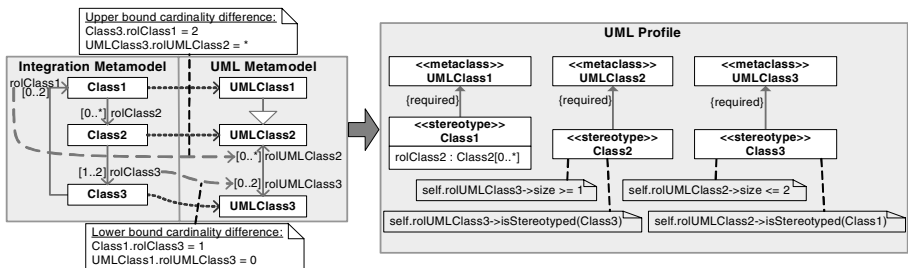 Upper bound cardinality difference:
Class3.rolClass1 = 2
UMLClass3.rolUMLClass2 = *
Integration Metamodel
UML Metamodel
rolClass1
[0..2]
Class1
UMLClass1
[0..*] rolClass2
Class2
UMLClass2
[0..*] rolUMLClass2
[1..2] rolClass3
[0..2] rolUMLClass3
Class3
UMLClass3
Lower bound cardinality difference:
Class1.rolClass3 = 1
UMLClass1.rolUMLClass3 = 0
UML Profile
<<metaclass>>
UMLClass1
<<metaclass>>
UMLClass2
<<metaclass>>
UMLClass3
{required}
{required}
{required}
<<stereotype>>
Class1
rolClass2 : Class2[0..*]
<<stereotype>>
Class2
<<stereotype>>
Class3
self.rolUMLClass3->size >= 1
self.rolUMLClass2->size <= 2
self.rolUMLClass3->isStereotyped(Class3)
self.rolUMLClass2->isStereotyped(Class1)